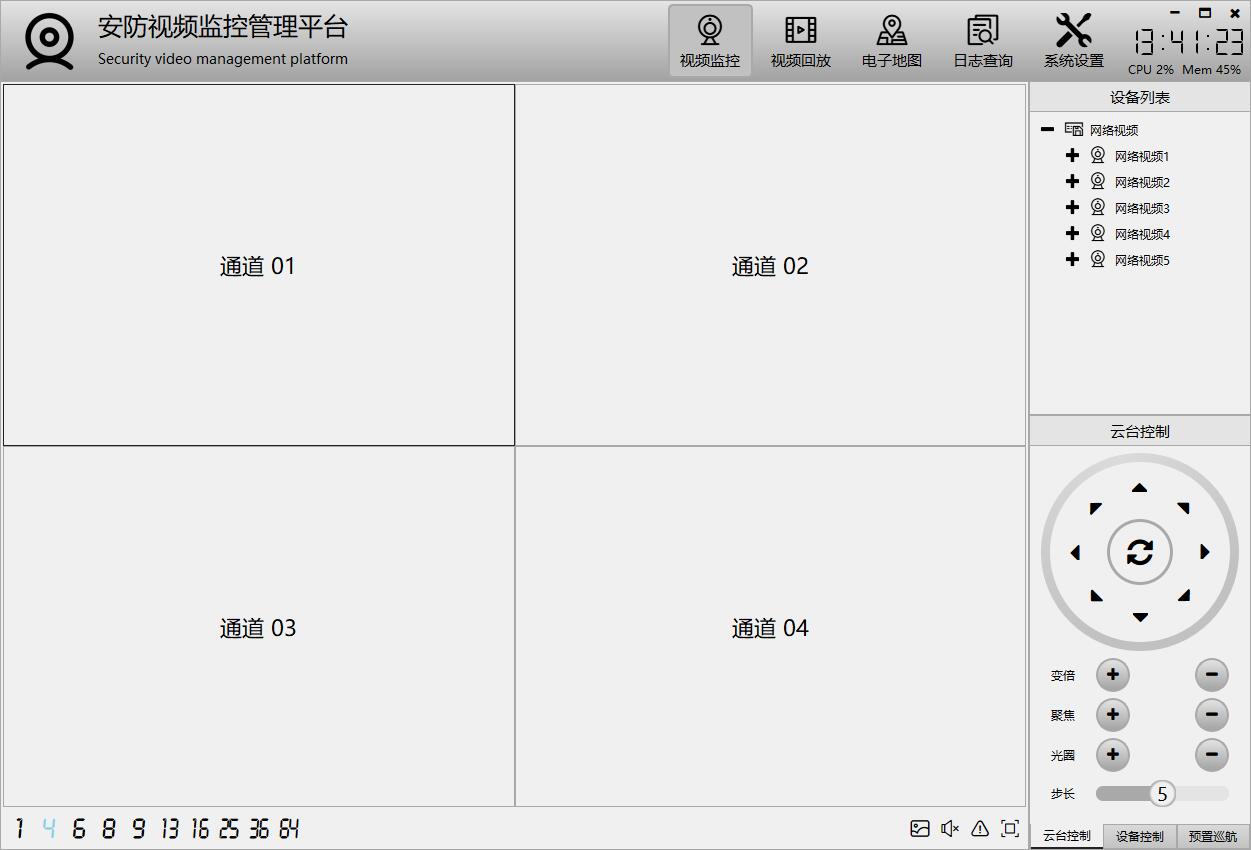 安防视频监控管理平台
Security video management platform
视频监控
视频回放
电子地图
日志查询
系统设置
13:41:23
CPU 2% Mem 45%
通道 01
通道 02
通道 03
通道 04
设备列表
网络视频
网络视频1
网络视频2
网络视频3
网络视频4
网络视频5
云台控制
变倍
聚焦
光圈
步长 5
1 4 6 8 9 13 16 25 36 64
云台控制 设备控制 预置巡航